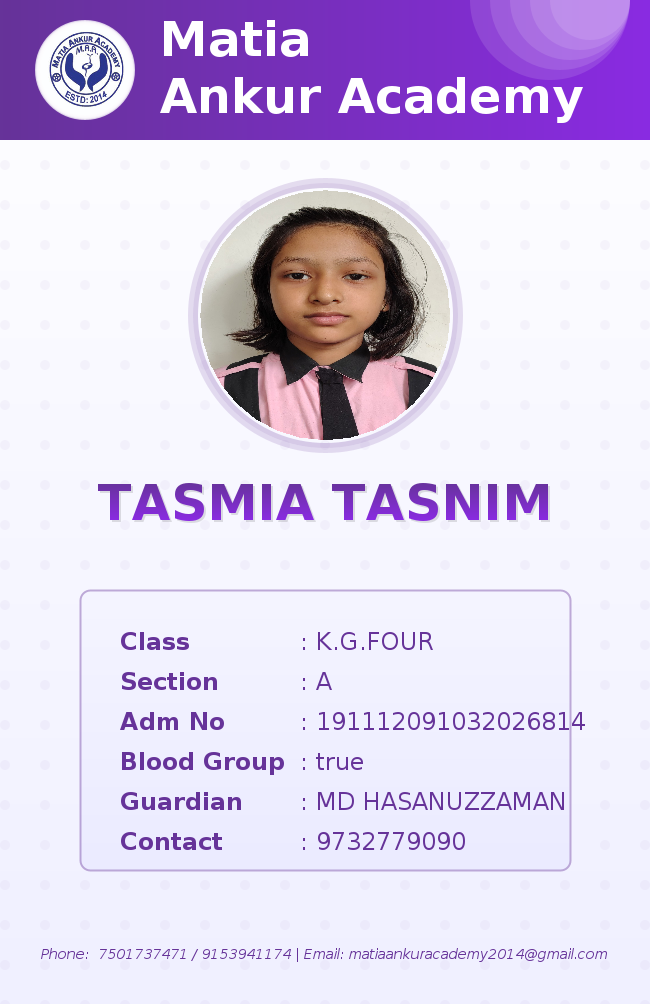 Matia
Ankur Academy
MATIA ANKUR ACADEMY
M.A.A.
ESTD: 2014
TASMIA TASNIM
Class : K.G.FOUR
Section : A
Adm No : 191112091032026814
Blood Group : true
Guardian : MD HASANUZZAMAN
Contact : 9732779090
Phone: 7501737471 / 9153941174 | Email: matiaankuracademy2014@gmail.com